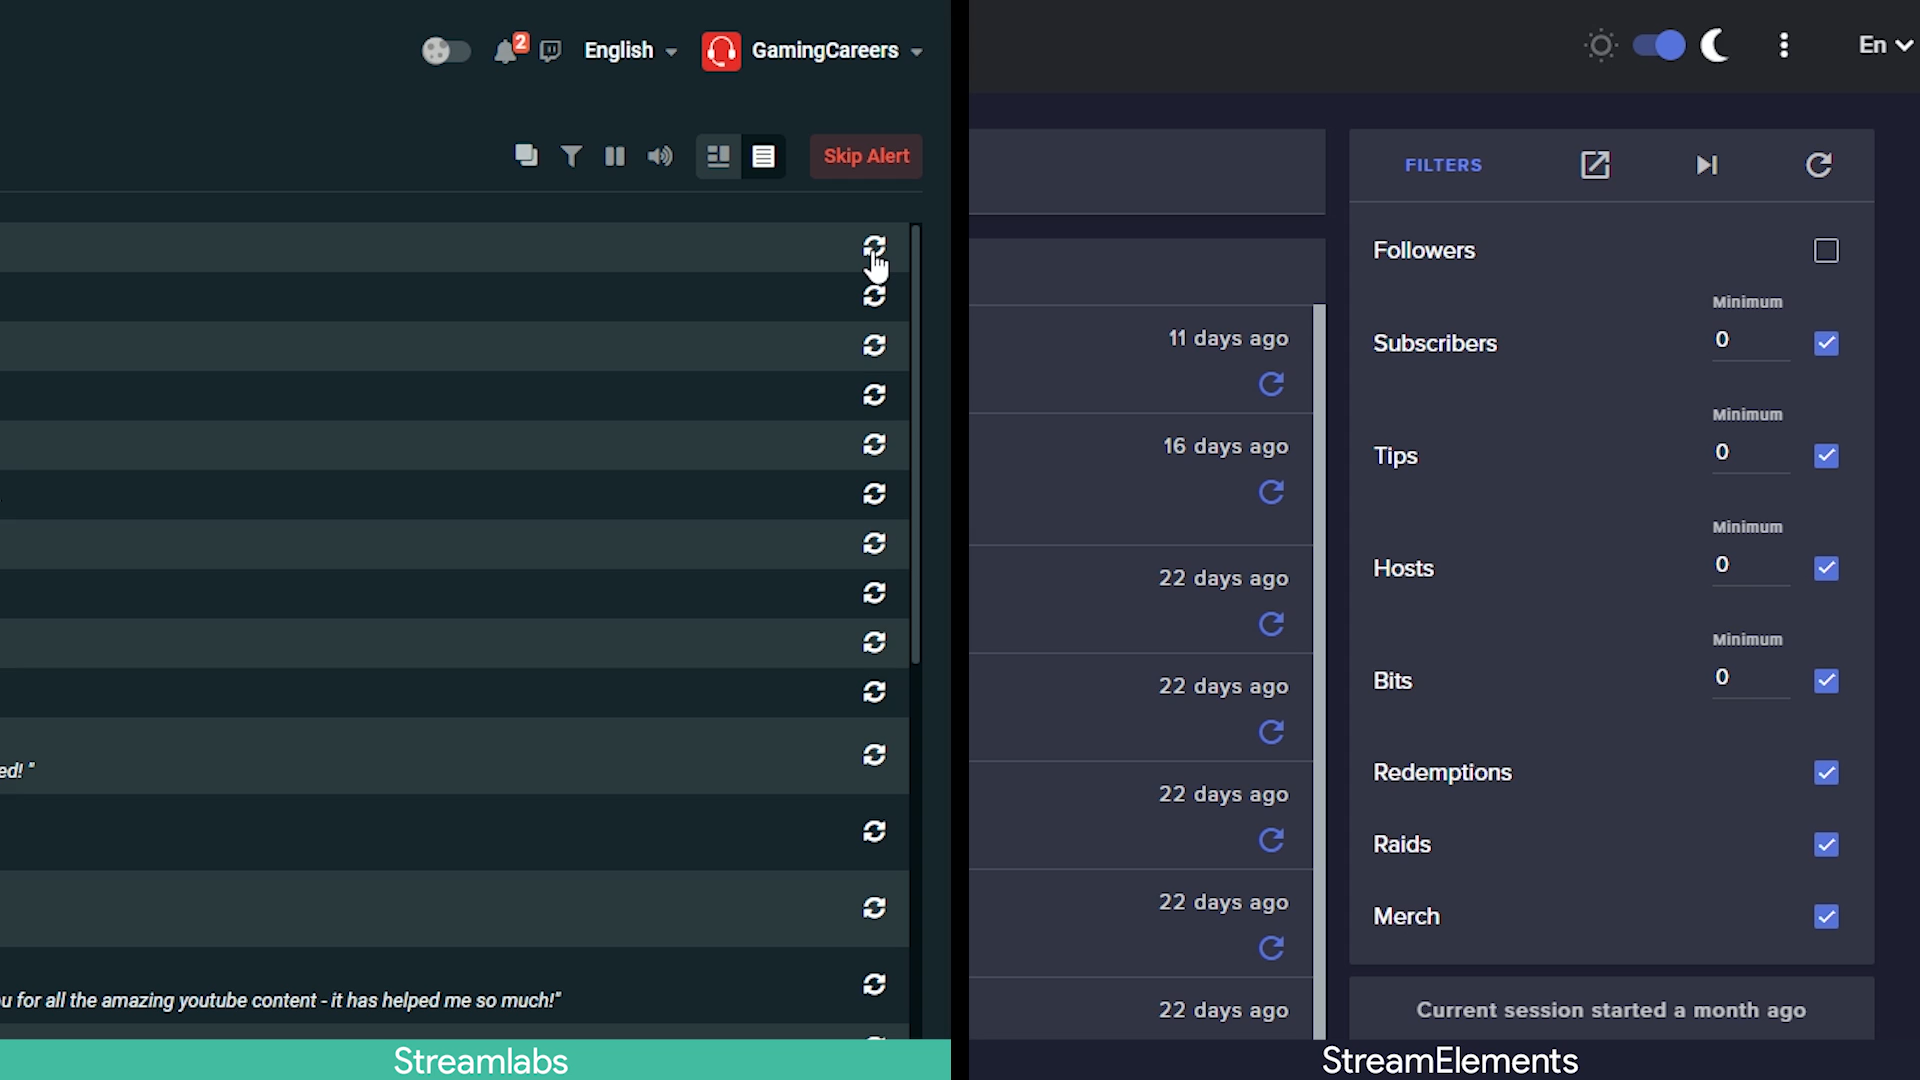 2
English
GamingCareers
Skip Alert
ed! "
u for all the amazing youtube content - it has helped me so much!"
Streamlabs
En
FILTERS
Followers
Minimum
Subscribers
0
Minimum
Tips
0
Minimum
Hosts
0
Minimum
Bits
0
Redemptions
Raids
Merch
Current session started a month ago
11 days ago
16 days ago
22 days ago
22 days ago
22 days ago
22 days ago
22 days ago
StreamElements